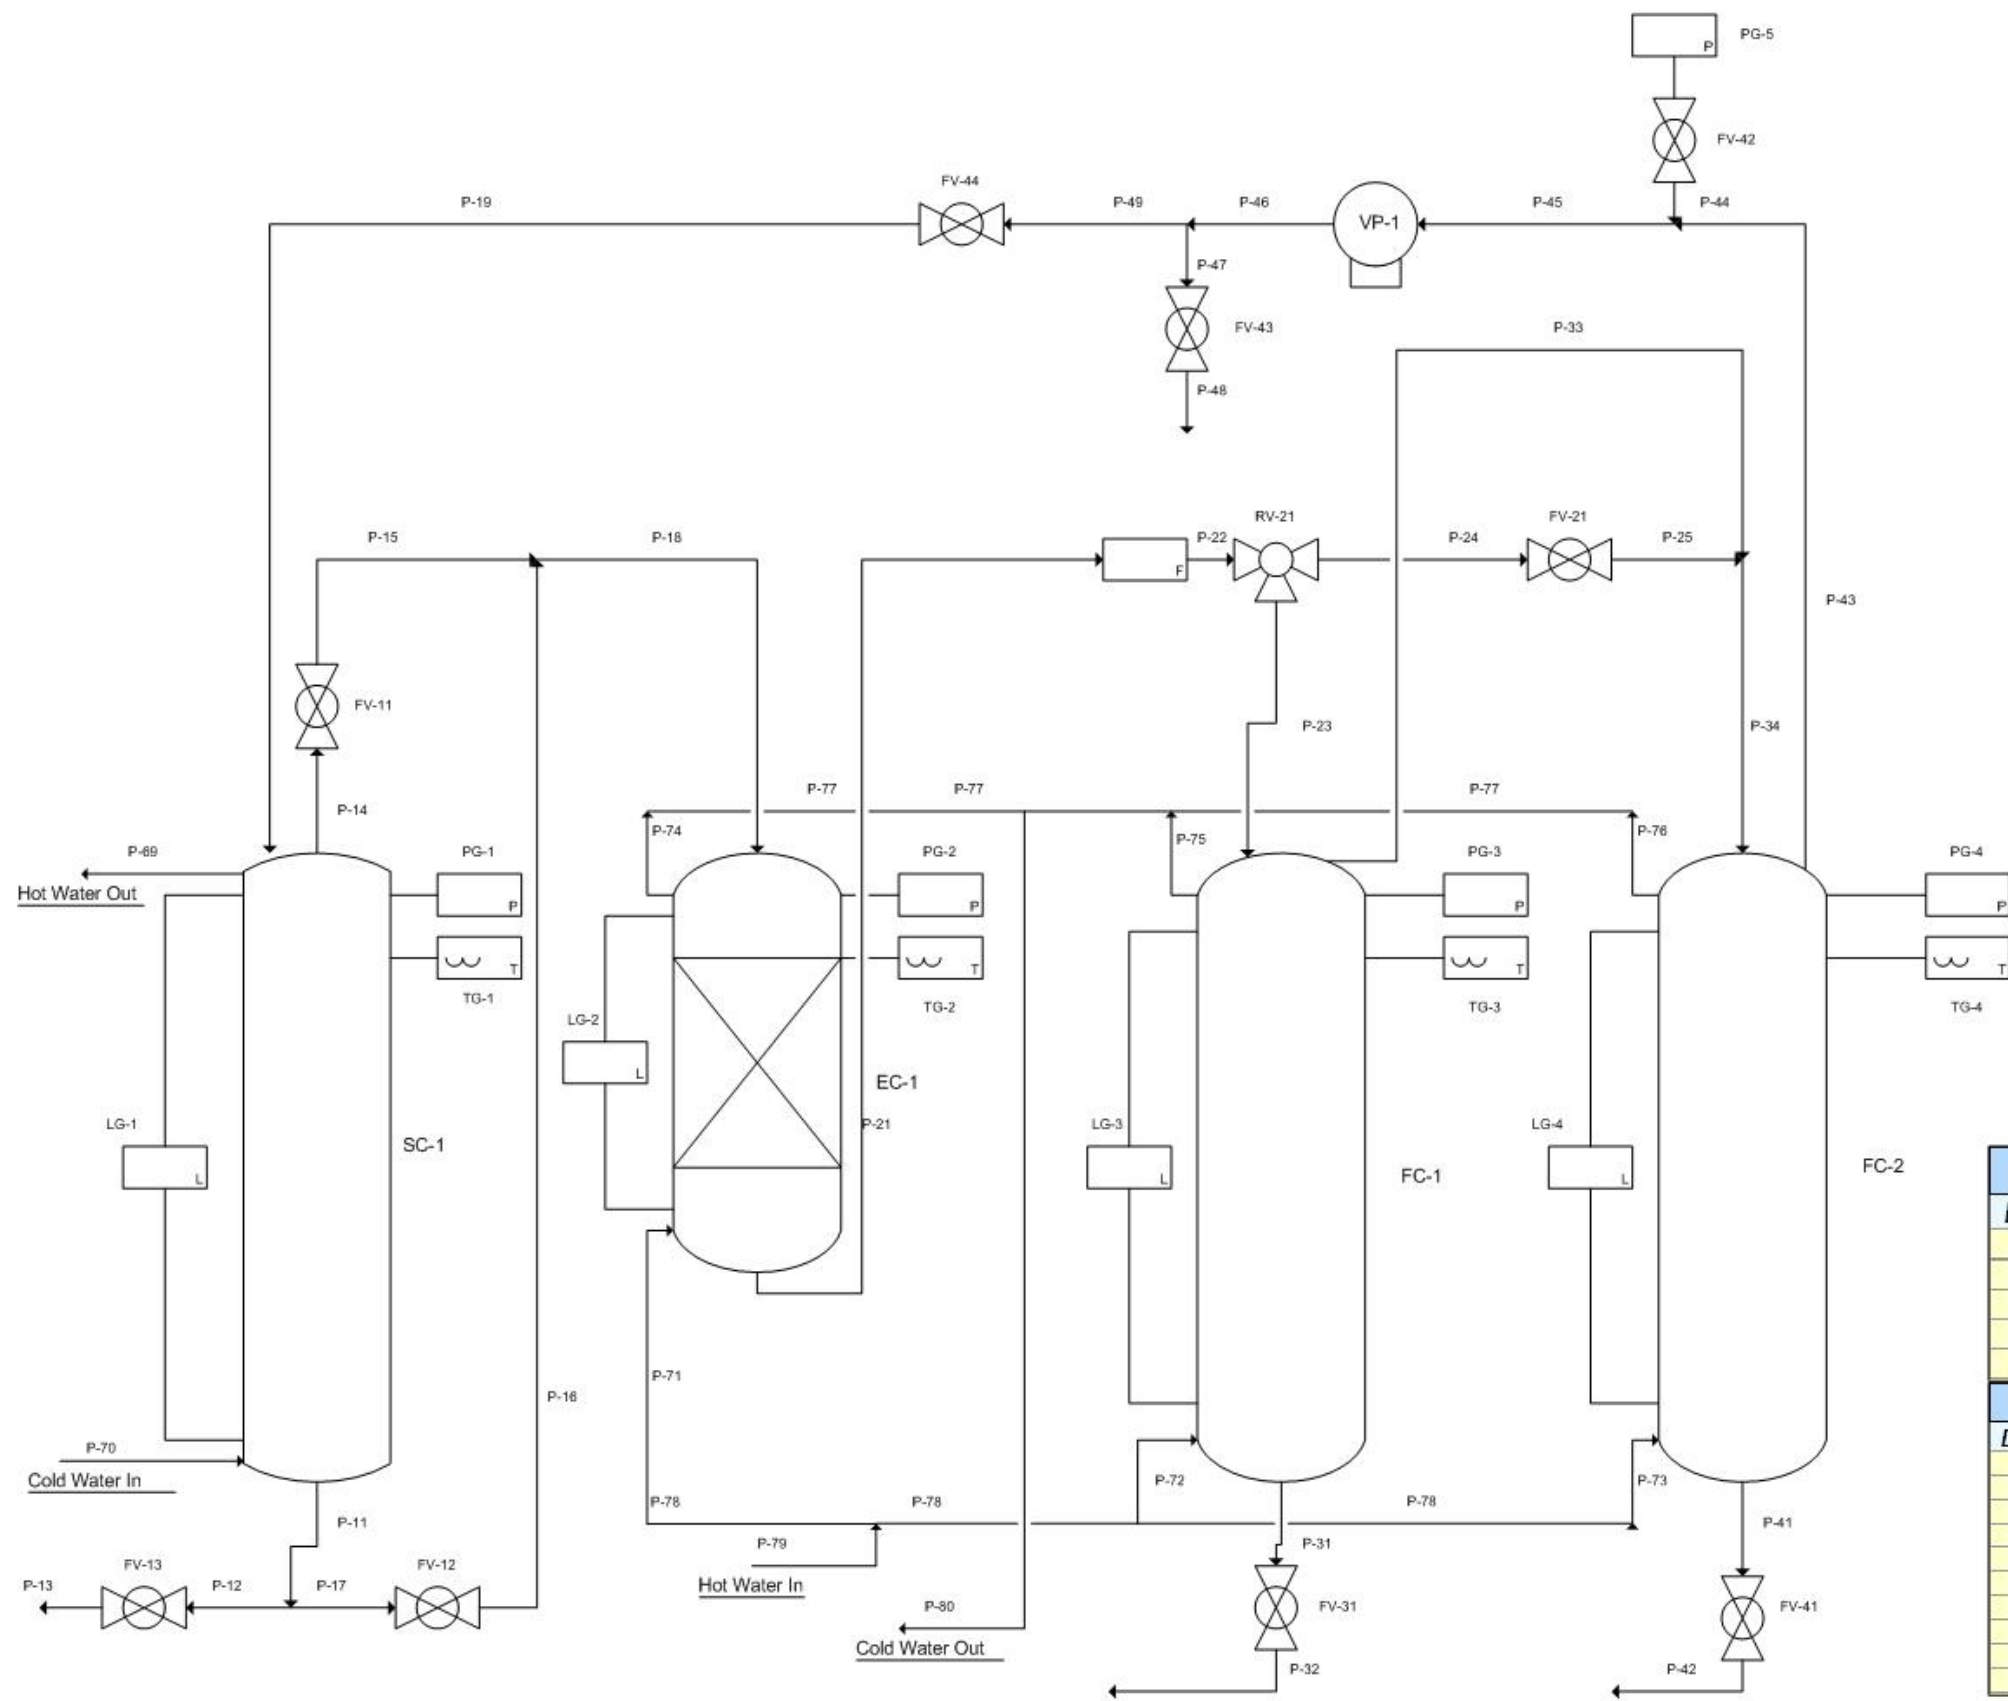 PG-5
P
FV-42
FV-44
P-19
P-49
P-46
VP-1
P-45
P-44
P-47
FV-43
P-33
P-48
RV-21
FV-21
P-15
P-18
P-22
P-24
P-25
F
P-43
FV-11
P-23
P-34
P-77
P-77
P-77
P-14
P-74
P-75
P-76
P-69
PG-1
PG-2
PG-3
PG-4
Hot Water Out
P
P
P
P
T
T
T
T
TG-1
TG-2
TG-3
TG-4
LG-2
L
EC-1
LG-1
P-21
LG-3
LG-4
SC-1
L
L
L
FC-1
FC-2
P-71
P-16
P-70
Cold Water In
P-72
P-73
P-78
P-78
P-78
P-11
P-41
P-79
P-31
FV-13
FV-12
P-13
P-12
P-17
Hot Water In
P-80
FV-31
FV-41
Cold Water Out
P-32
P-42